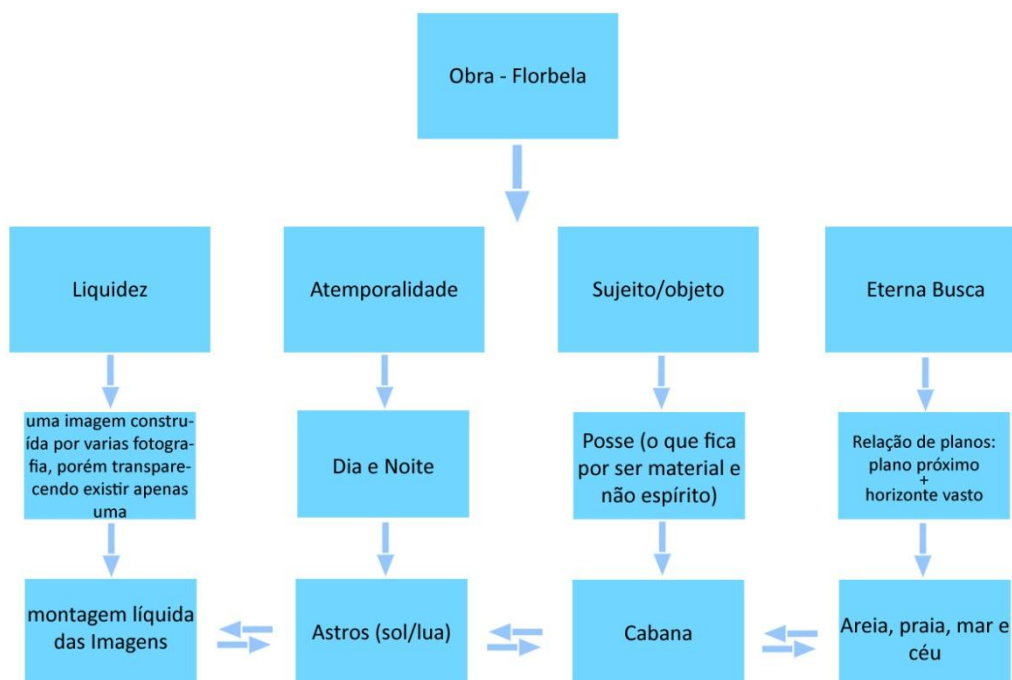 Obra - Florbela
Liquidez
Atemporalidade
Sujeito/objeto
Eterna Busca
uma imagem constru-
ída por varias fotogra-
fia, porém transpare-
cendo existir apenas
uma
Dia e Noite
Posse (o que fica
por ser material e
não espírito)
Relação de planos:
plano próximo
+
horizonte vasto
montagem líquida
das Imagens
Astros (sol/lua)
Cabana
Areia, praia, mar e
céu